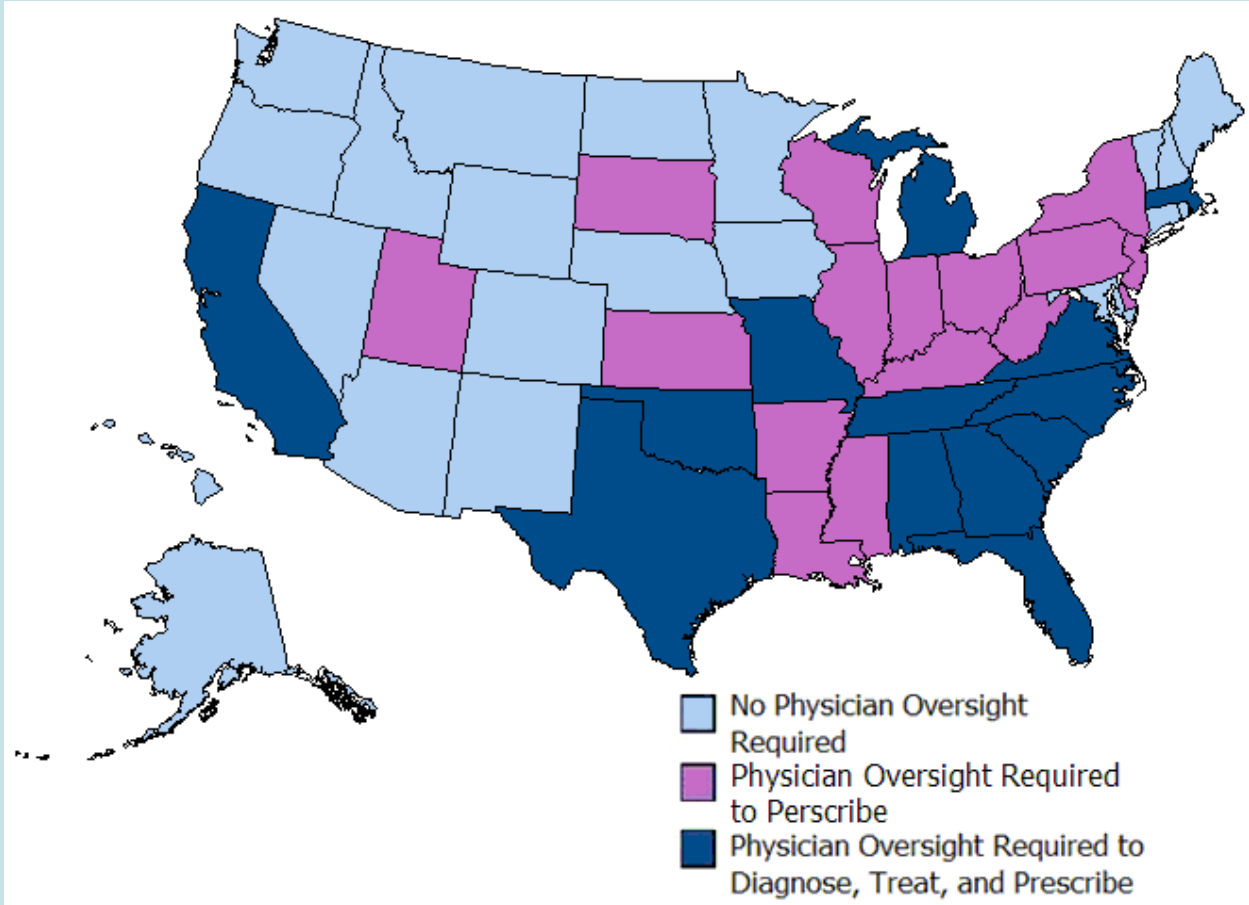 No Physician Oversight
Required
Physician Oversight Required
to Perscribe
Physician Oversight Required to
Diagnose, Treat, and Prescribe